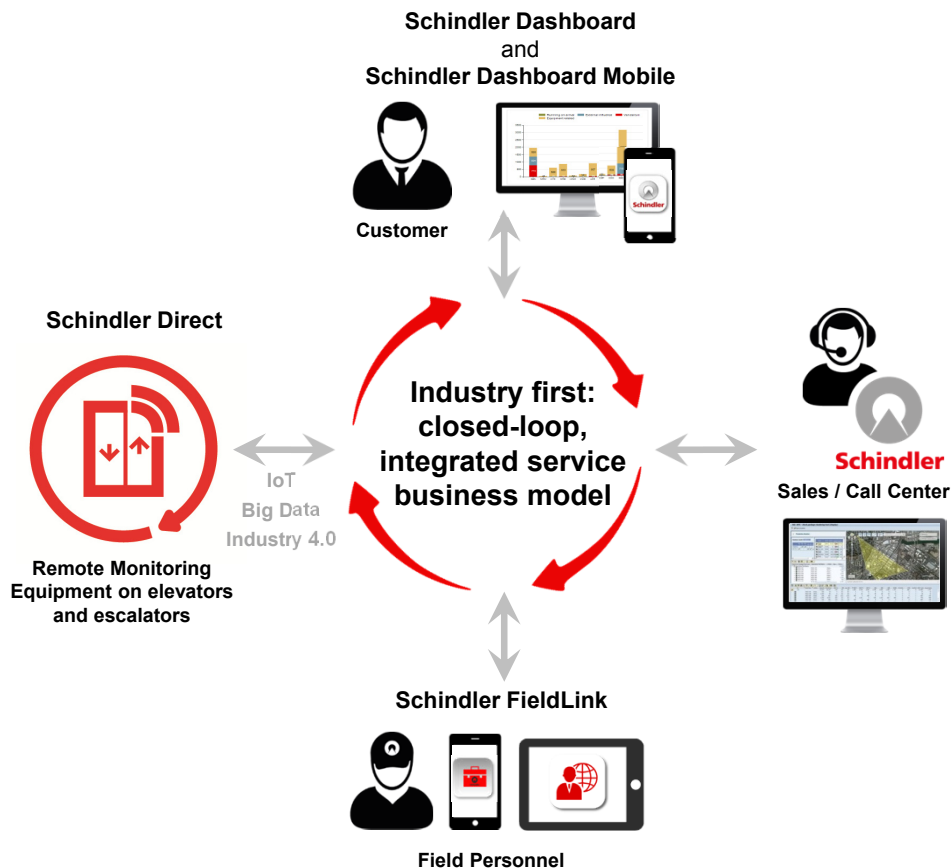 Schindler Dashboard
and
Schindler Dashboard Mobile
Schindler
Customer
Schindler Direct
Industry first:
closed-loop,
integrated service
business model
IoT
Big Data
Industry 4.0
Remote Monitoring
Equipment on elevators
and escalators
Schindler
Sales / Call Center
Schindler FieldLink
Field Personnel